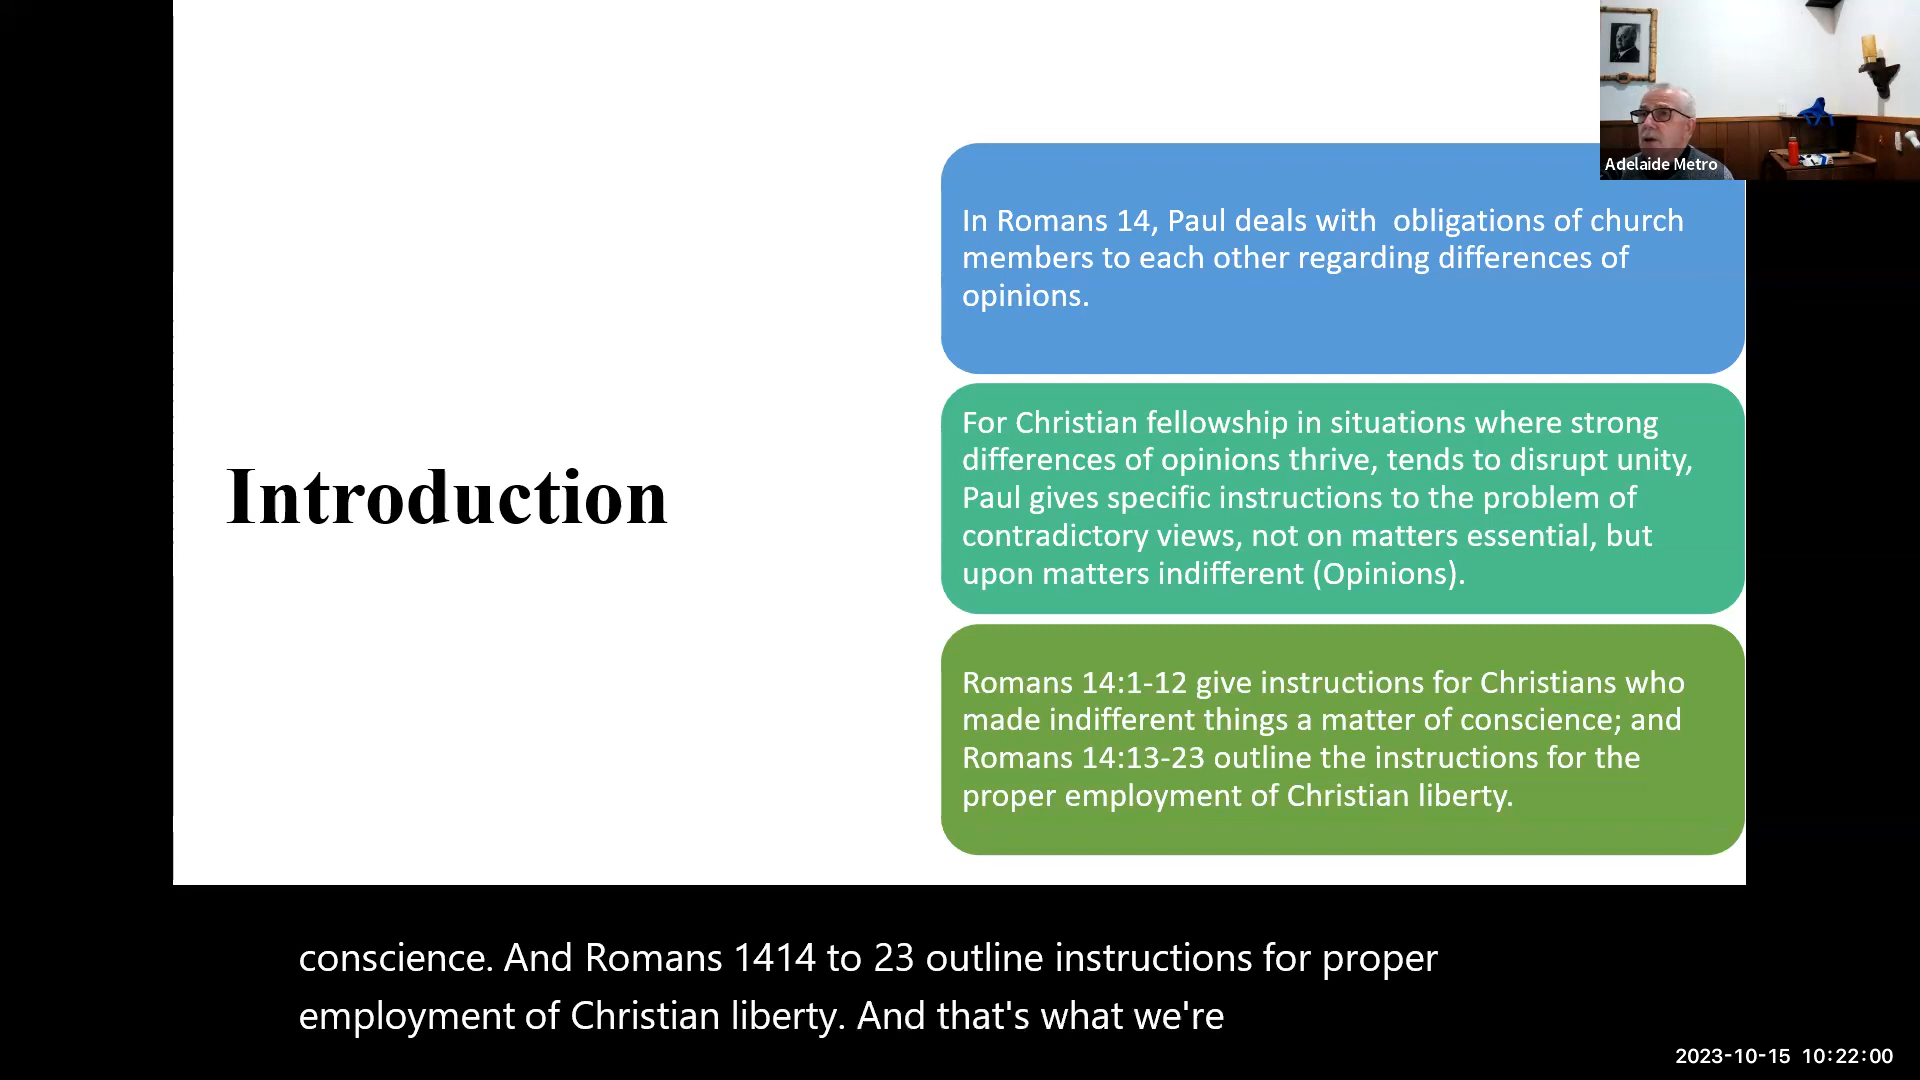 Adelaide Metro
Introduction
In Romans 14, Paul deals with  obligations of church
members to each other regarding differences of
opinions.
For Christian fellowship in situations where strong
differences of opinions thrive, tends to disrupt unity,
Paul gives specific instructions to the problem of
contradictory views, not on matters essential, but
upon matters indifferent (Opinions).
Romans 14:1-12 give instructions for Christians who
made indifferent things a matter of conscience; and
Romans 14:13-23 outline the instructions for the
proper employment of Christian liberty.
conscience. And Romans 1414 to 23 outline instructions for proper
employment of Christian liberty. And that's what we're
2023-10-15 10:22:00